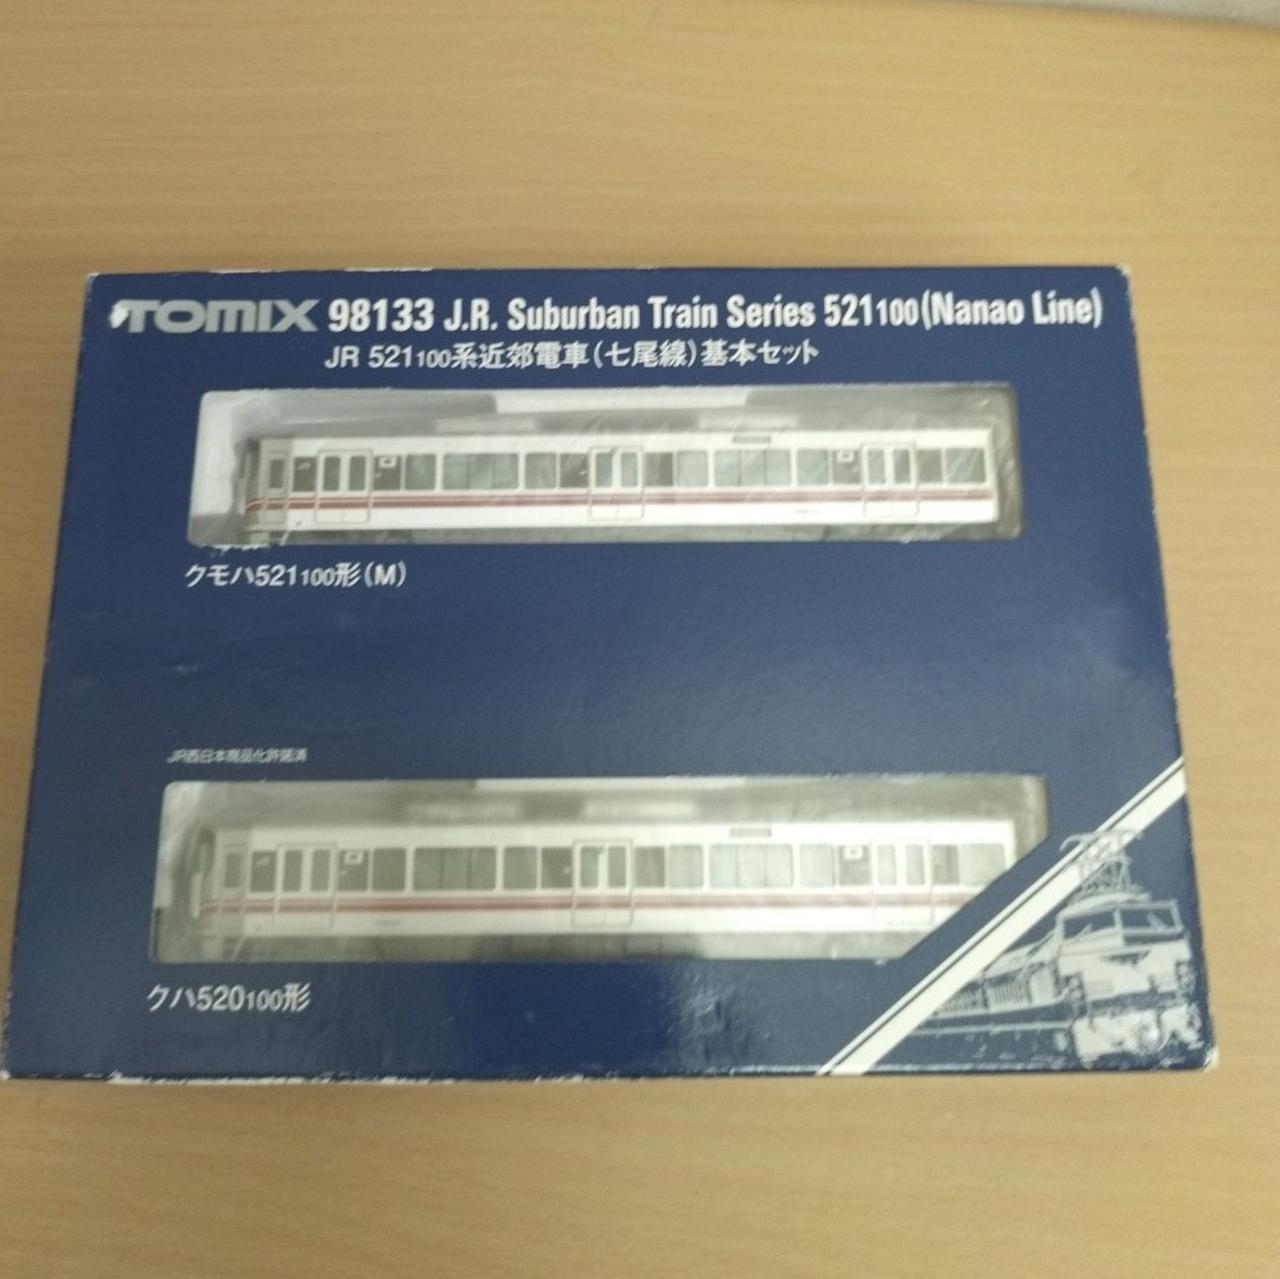 TOMIX 98133 J.R. Suburban Train Series 521100(Nanao Line)
JR 521100系近郊電車(七尾線)基本セット
クモハ521100形(M)
JR西日本商品化許諾済
クハ520100形